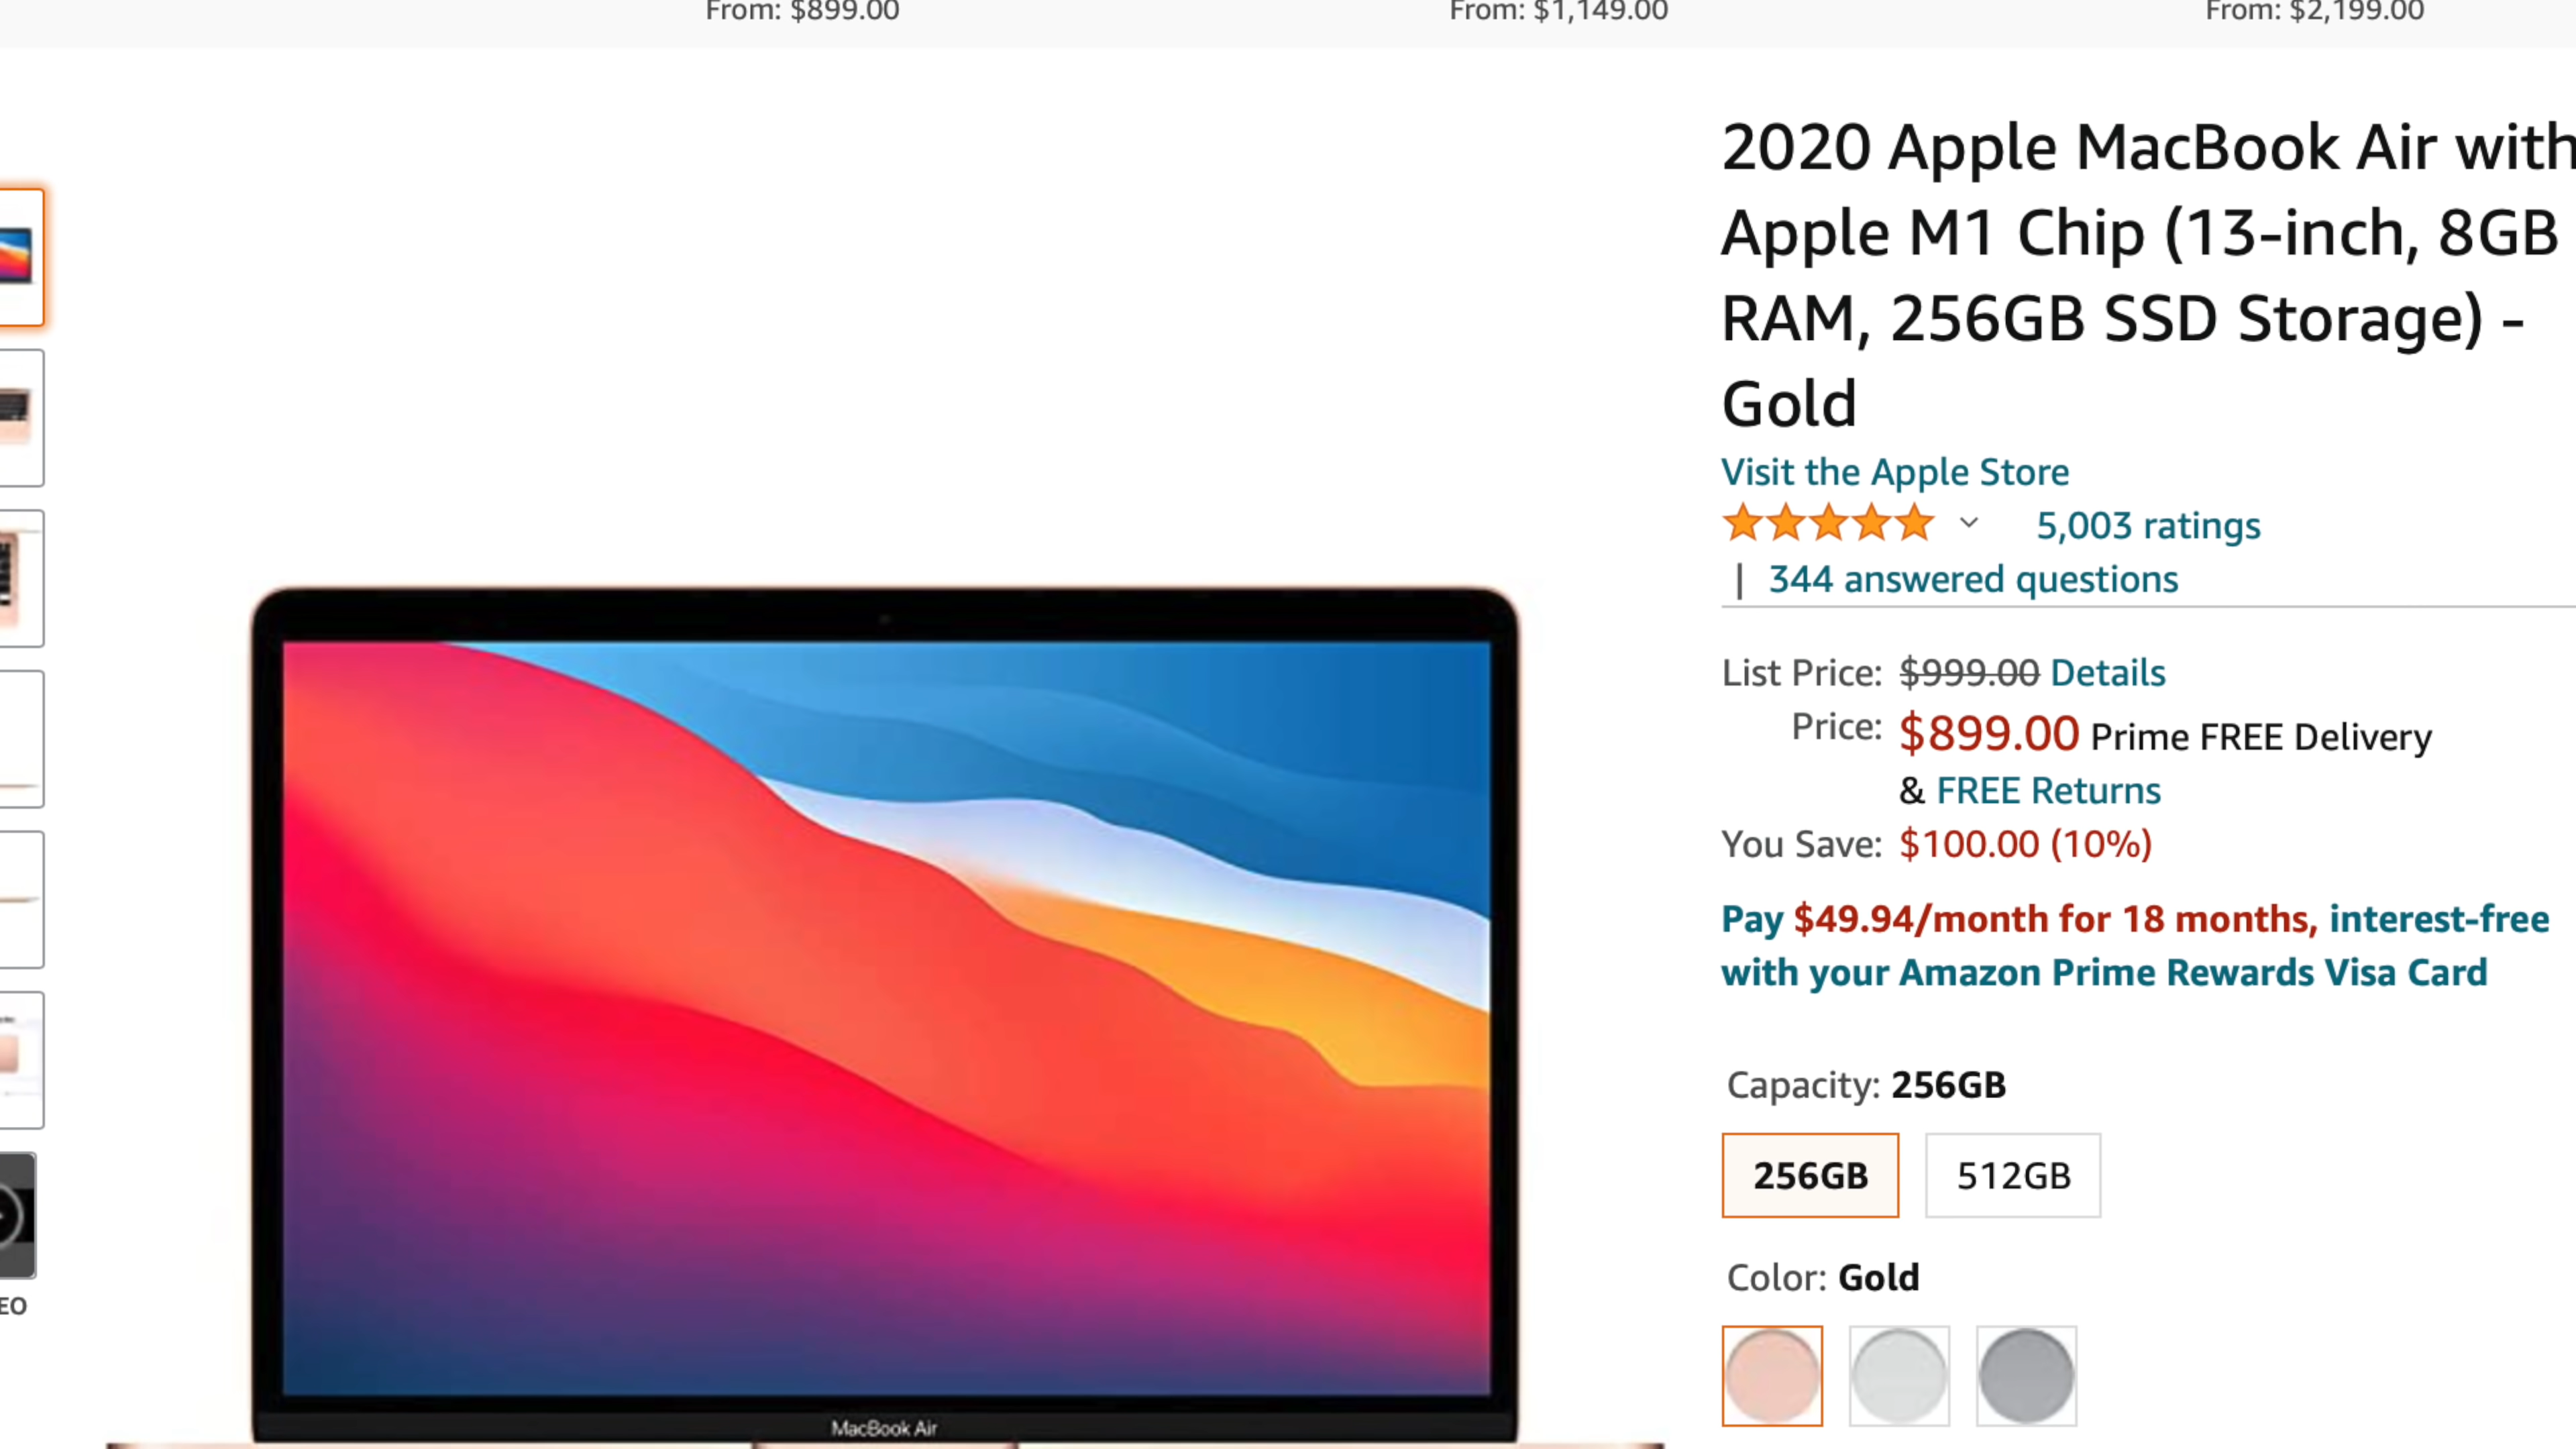 From: $899.00
From: $1,149.00
From: $2,199.00
2020 Apple MacBook Air with
Apple M1 Chip (13-inch, 8GB
RAM, 256GB SSD Storage) -
Gold
Visit the Apple Store
5,003 ratings
| 344 answered questions
List Price: $999.00 Details
Price: $899.00 Prime FREE Delivery
& FREE Returns
You Save: $100.00 (10%)
Pay $49.94/month for 18 months, interest-free
with your Amazon Prime Rewards Visa Card
Capacity: 256GB
256GB 512GB
Color: Gold
EO
MacBook Air